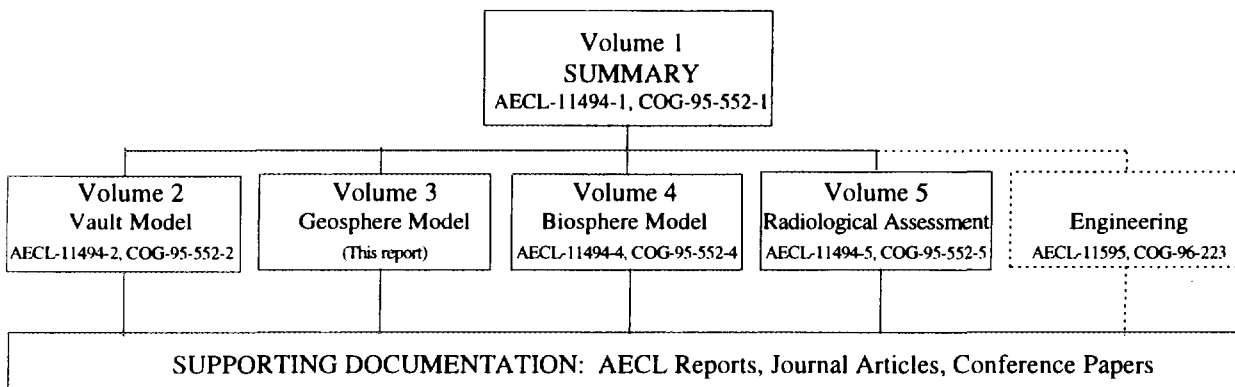 Volume 1
SUMMARY
AECL-11494-1, COG-95-552-1
Volume 2
Vault Model
AECL-11494-2, COG-95-552-2
Volume 3
Geosphere Model
(This report)
Volume 4
Biosphere Model
AECL-11494-4, COG-95-552-4
Volume 5
Radiological Assessment
AECL-11494-5, COG-95-552-5
Engineering
AECL-11595, COG-96-223
SUPPORTING DOCUMENTATION: AECL Reports, Journal Articles, Conference Papers